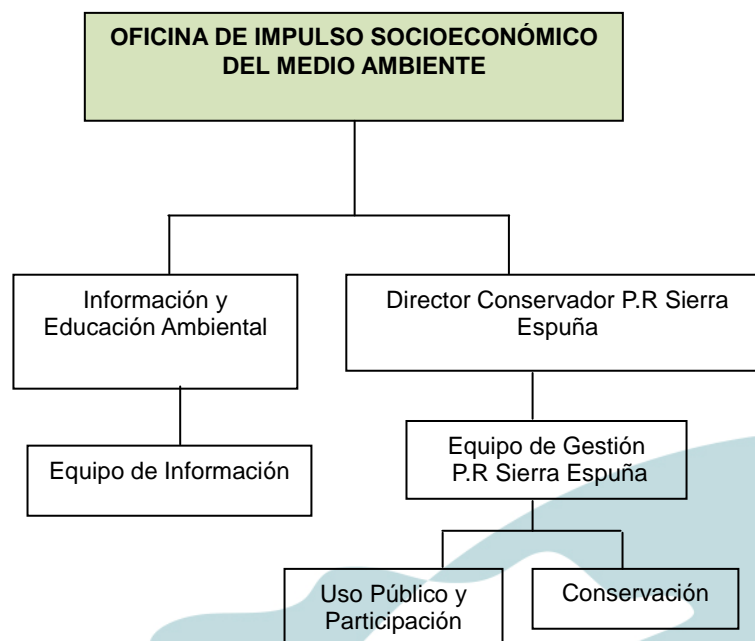 OFICINA DE IMPULSO SOCIOECONÓMICO
DEL MEDIO AMBIENTE
Información y
Educación Ambiental
Director Conservador P.R Sierra
Espuña
Equipo de Información
Equipo de Gestión
P.R Sierra Espuña
Uso Público y
Participación
Conservación